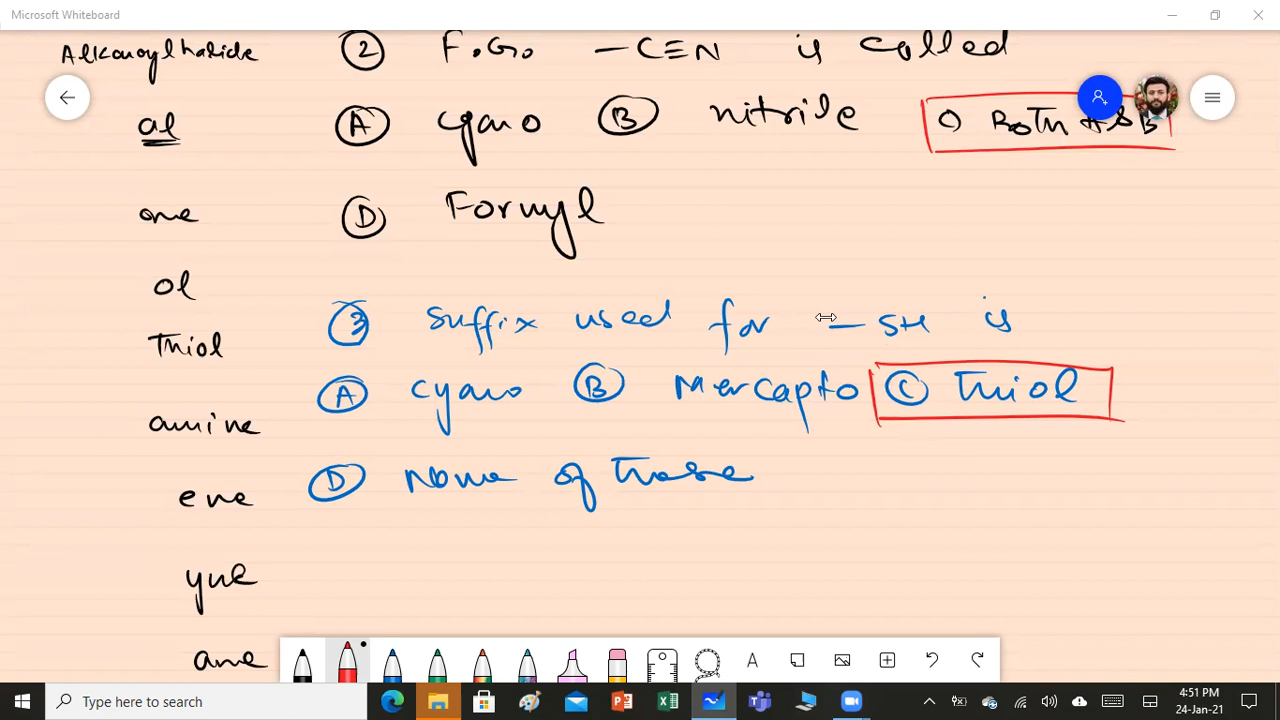 Microsoft Whiteboard
Alkanoylhalide
② F.G. –C≡N is called
al
Ⓐ cyano Ⓑ nitrile C) Both A & B
one
Ⓓ Formyl
ol
③ suffix used for – SH is
Thiol
Ⓐ cyano Ⓑ Mercapto Ⓒ Thiol
amine
Ⓓ None of these
ene
yne
ane
Type here to search
4:51 PM
24-Jan-21